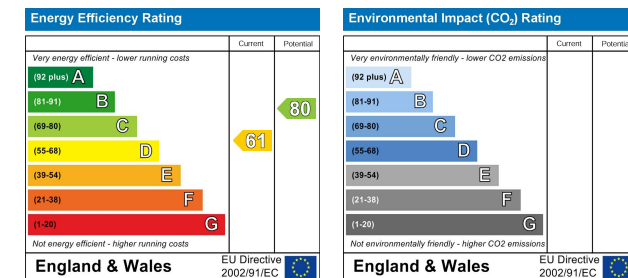 Energy Efficiency Rating
Current Potential
Very energy efficient - lower running costs
(92 plus) A
(81-91) B
(69-80) C
(55-68) D
(39-54) E
(21-38) F
(1-20) G
61
80
Not energy efficient - higher running costs
England & Wales
EU Directive
2002/91/EC
Environmental Impact (CO₂) Rating
Current Potentia
Very environmentally friendly - lower CO2 emissions
(92 plus) A
(81-91) B
(69-80) C
(55-68) D
(39-54) E
(21-38) F
(1-20) G
Not environmentally friendly - higher CO2 emissions
England & Wales
EU Directive
2002/91/EC